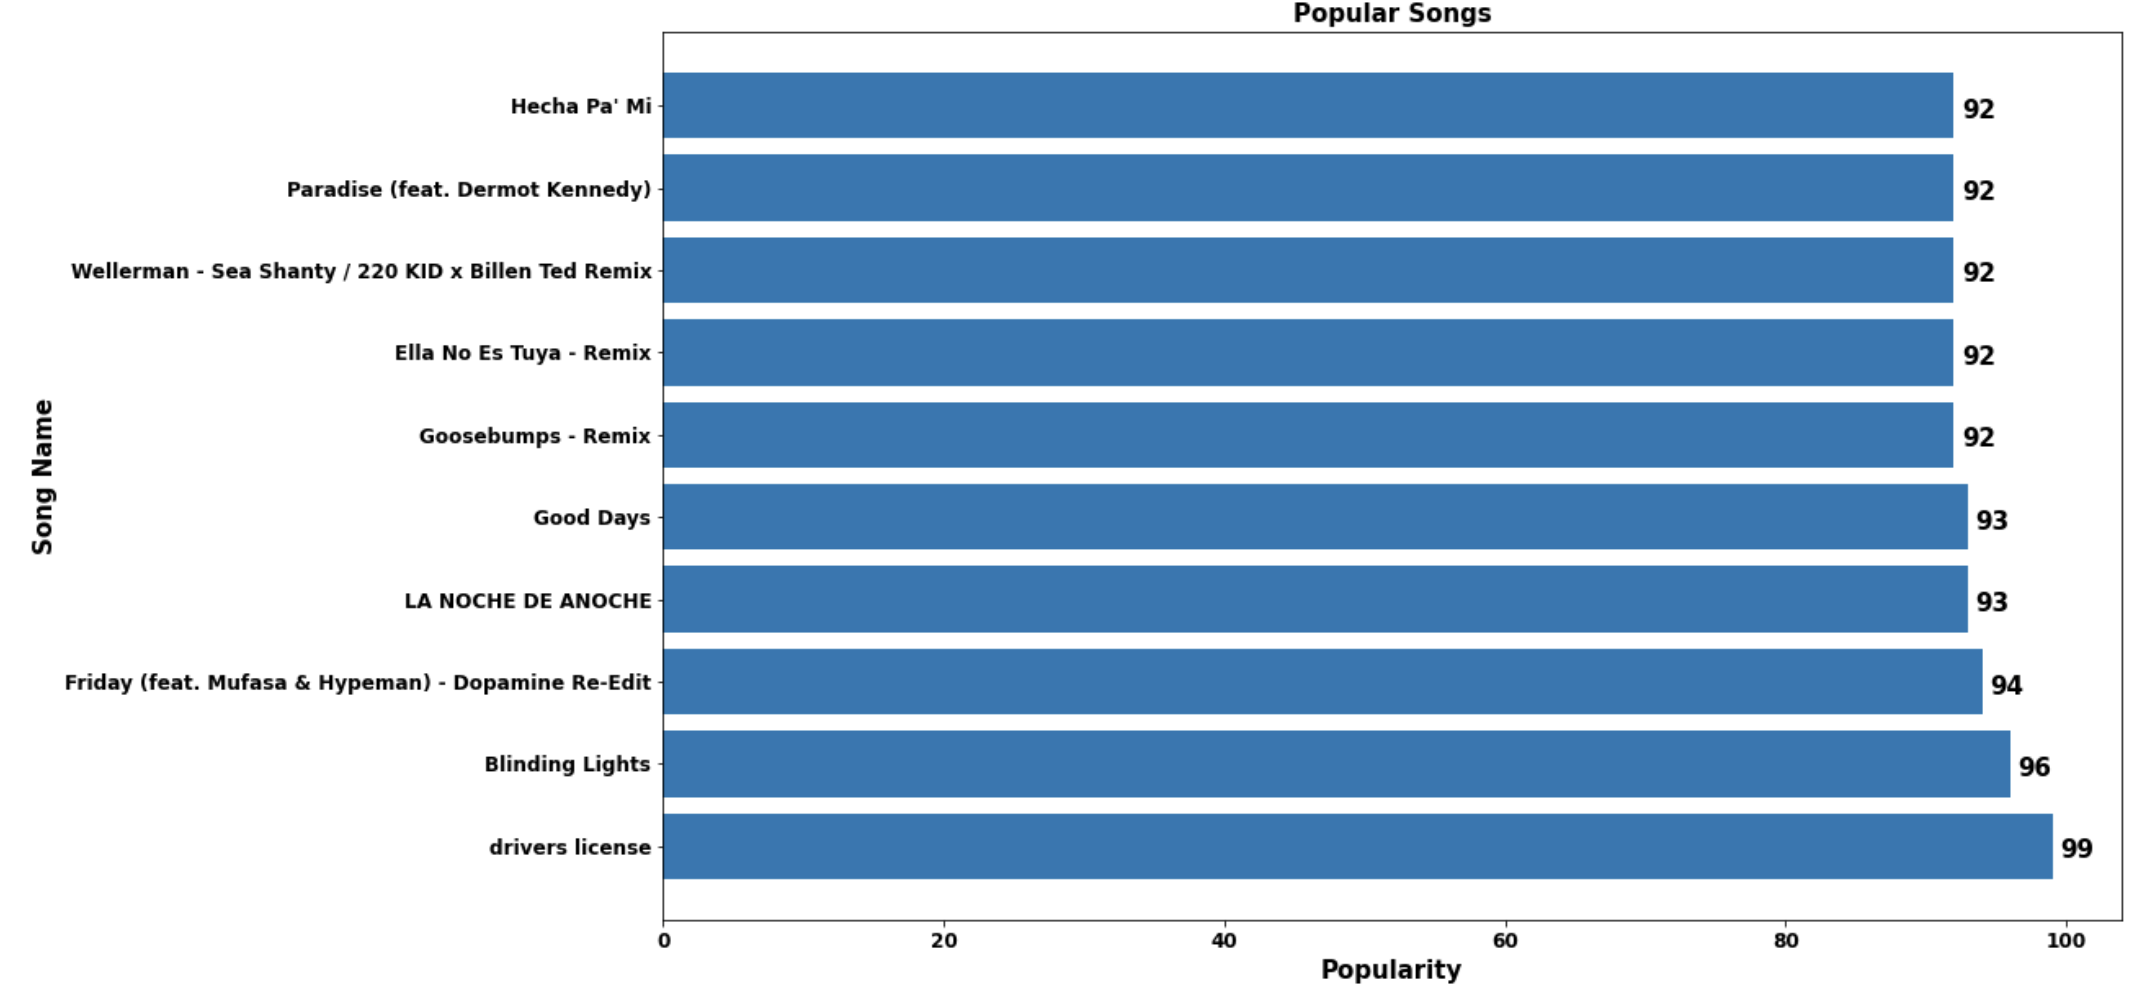 Popular Songs
Hecha Pa' Mi
92
Paradise (feat. Dermot Kennedy)
92
Wellerman - Sea Shanty / 220 KID x Billen Ted Remix
92
Ella No Es Tuya - Remix
92
Goosebumps - Remix
92
Good Days
93
LA NOCHE DE ANOCHE
93
Friday (feat. Mufasa & Hypeman) - Dopamine Re-Edit
94
Blinding Lights
96
drivers license
99
Song Name
0 20 40 60 80 100
Popularity